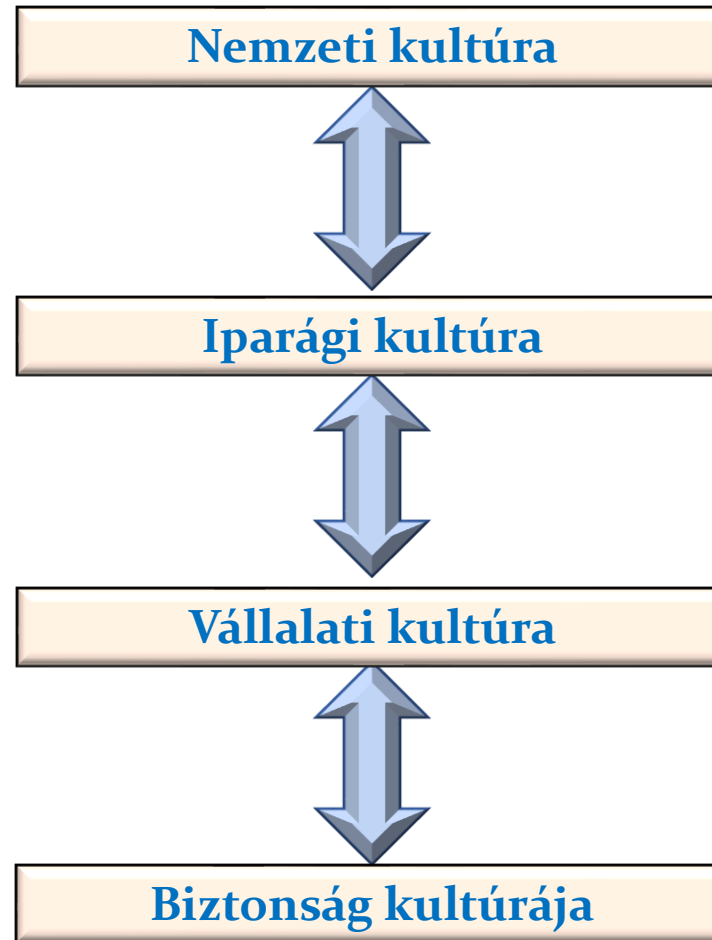 Nemzeti kultúra
Iparági kultúra
Vállalati kultúra
Biztonság kultúrája